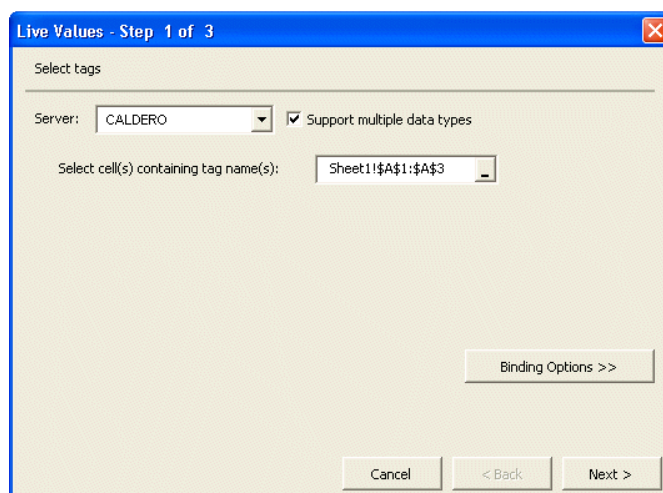 Live Values - Step 1 of 3
Select tags
Server: CALDERO Support multiple data types
Select cell(s) containing tag name(s): Sheet1!$A$1:$A$3
Binding Options >>
Cancel < Back Next >